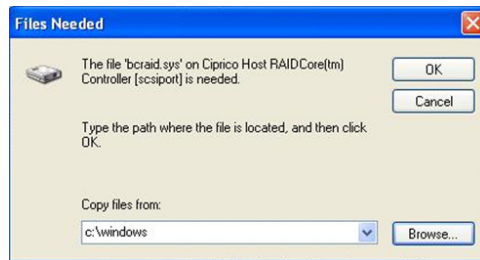 Files Needed
The file 'bcraid.sys' on Ciprico Host RAIDCore(tm)
Controller [scsiport] is needed.
OK
Cancel
Type the path where the file is located, and then click
OK.
Copy files from:
c:\windows
Browse...